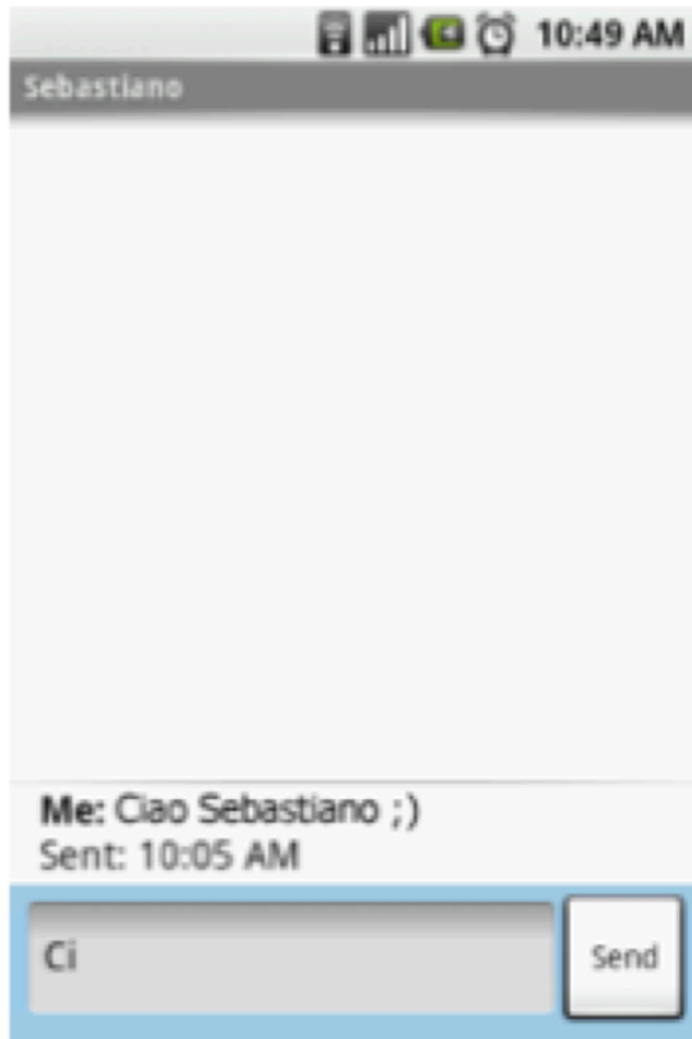 10:49 AM
Sebastiano
Me: Ciao Sebastiano ;)
Sent: 10:05 AM
Ci
Send